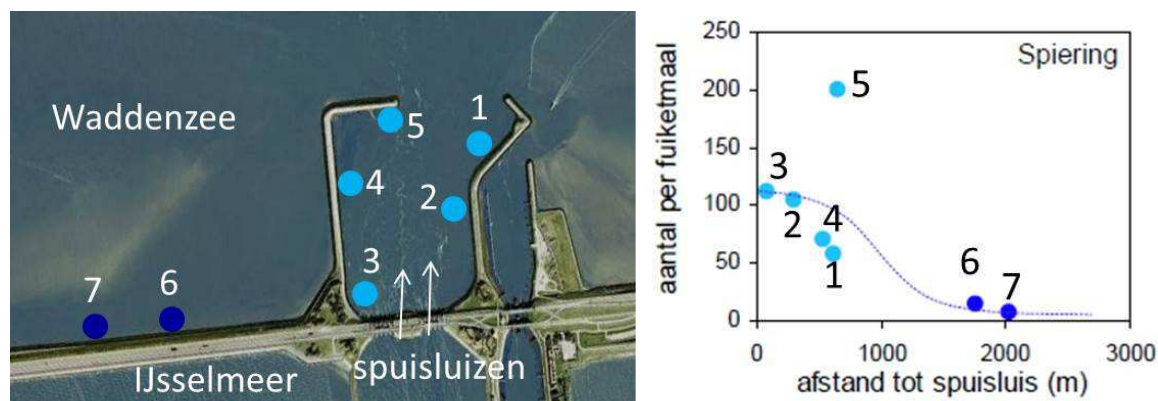 Waddenzee
1
5
4
2
3
7
6
IJsselmeer
spuisluizen
Spiering
aantal per fuiketmaal
250
200
150
100
50
0
5
3
2
4
1
6
7
0 1000 2000 3000
afstand tot spuisluis (m)